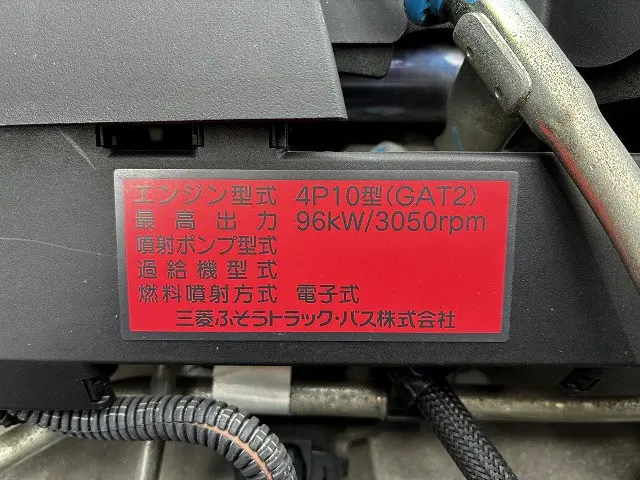 エンジン型式 4P10型(GAT2)
最高出力 96kW/3050rpm
噴射ポンプ型式
過給機型式
燃料噴射方式 電子式
三菱ふそうトラック・バス株式会社